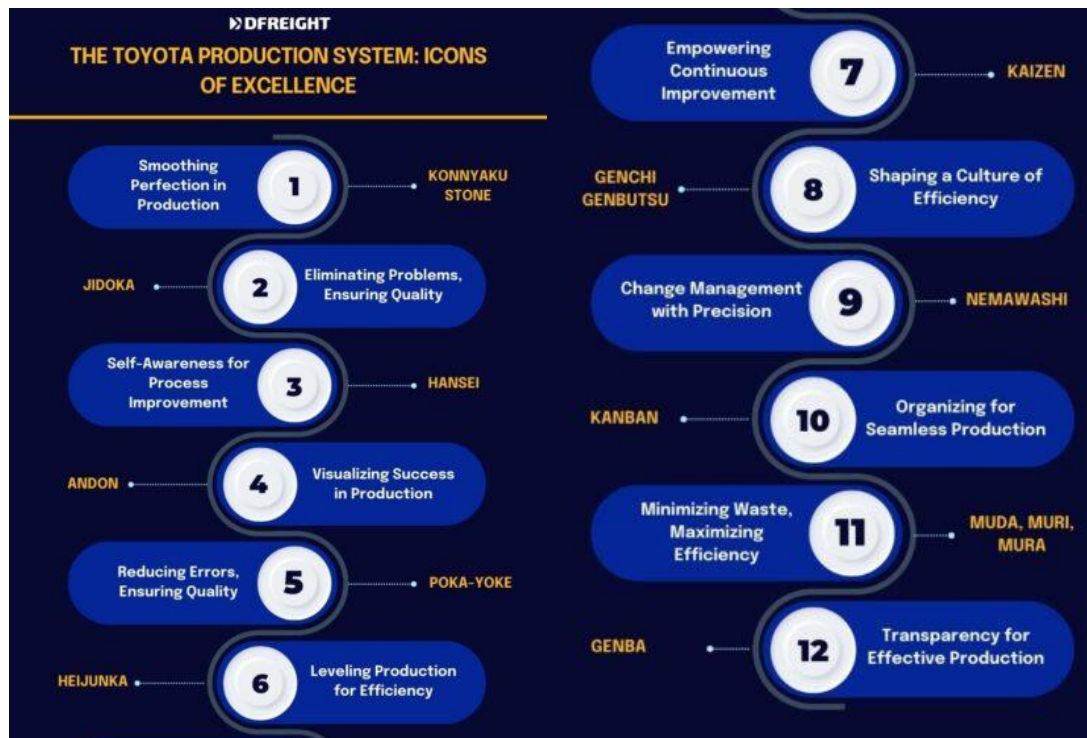 DFREIGHT
THE TOYOTA PRODUCTION SYSTEM: ICONS
OF EXCELLENCE
Smoothing
Perfection in
Production
1
KONNYAKU
STONE
JIDOKA
2
Eliminating Problems,
Ensuring Quality
Self-Awareness for
Process
Improvement
3
HANSEI
ANDON
4
Visualizing Success
in Production
Reducing Errors,
Ensuring Quality
5
POKA-YOKE
HEIJUNKA
6
Leveling Production
for Efficiency
Empowering
Continuous
Improvement
7
KAIZEN
GENCHI
GENBUTSU
8
Shaping a Culture of
Efficiency
Change Management
with Precision
9
NEMAWASHI
KANBAN
10
Organizing for
Seamless Production
Minimizing Waste,
Maximizing
Efficiency
11
MUDA, MURI,
MURA
GENBA
12
Transparency for
Effective Production